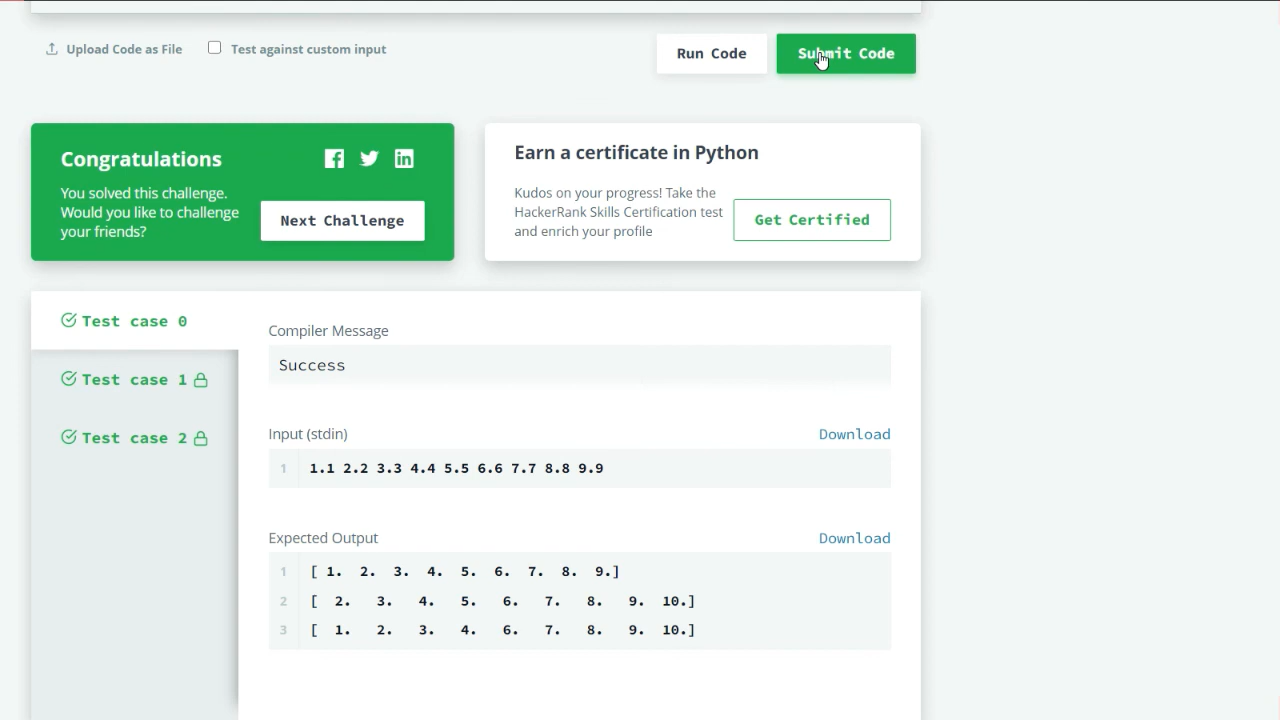 Upload Code as File
Test against custom input
Run Code
Submit Code
Congratulations
You solved this challenge.
Would you like to challenge
your friends?
Next Challenge
Earn a certificate in Python
Kudos on your progress! Take the
HackerRank Skills Certification test
and enrich your profile
Get Certified
Test case 0
Test case 1
Test case 2
Compiler Message
Success
Input (stdin)
Download
1 1.1 2.2 3.3 4.4 5.5 6.6 7.7 8.8 9.9
Expected Output
Download
1 [ 1.  2.  3.  4.  5.  6.  7.  8.  9.]
2 [  2.   3.   4.   5.   6.   7.   8.   9.  10.]
3 [  1.   2.   3.   4.   6.   7.   8.   9.  10.]